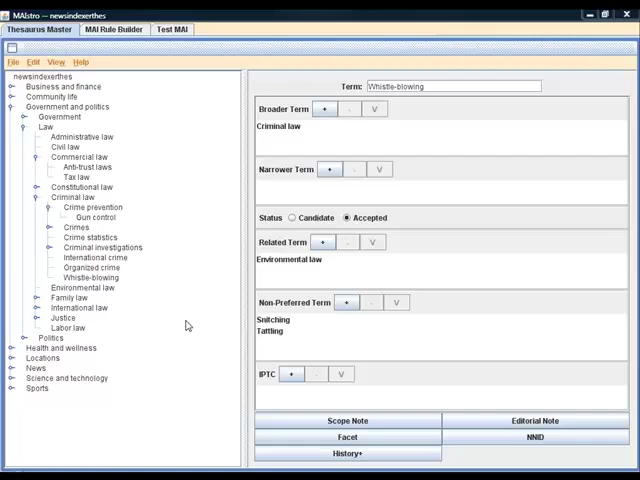 MAIstro — newsindexerthes
Thesaurus Master MAI Rule Builder Test MAI
File Edit View Help
newsindexerthes
Business and finance
Community life
Government and politics
Government
Law
Administrative law
Civil law
Commercial law
Anti-trust laws
Tax law
Constitutional law
Criminal law
Crime prevention
Gun control
Crimes
Crime statistics
Criminal investigations
International crime
Organized crime
Whistle-blowing
Environmental law
Family law
International law
Justice
Labor law
Politics
Health and wellness
Locations
News
Science and technology
Sports
Term: Whistle-blowing
Broader Term + - V
Criminal law
Narrower Term + - V
Status Candidate Accepted
Related Term + - V
Environmental law
Non-Preferred Term + - V
Snitching
Tattling
IPTC + - V
Scope Note Editorial Note
Facet NNID
History+